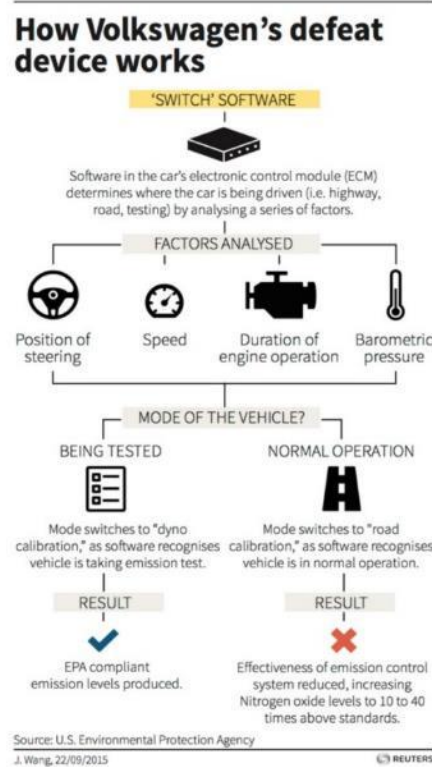 How Volkswagen's defeat
device works
'SWITCH' SOFTWARE
Software in the car's electronic control module (ECM)
determines where the car is being driven (i.e. highway,
road, testing) by analysing a series of factors.
FACTORS ANALYSED
Position of
steering
Speed
Duration of
engine operation
Barometric
pressure
MODE OF THE VEHICLE?
BEING TESTED
Mode switches to "dyno
calibration," as software recognises
vehicle is taking emission test.
RESULT
EPA compliant
emission levels produced.
NORMAL OPERATION
Mode switches to "road
calibration," as software recognises
vehicle is in normal operation.
RESULT
Effectiveness of emission control
system reduced, increasing
Nitrogen oxide levels to 10 to 40
times above standards.
Source: U.S. Environmental Protection Agency
J. Wang, 22/09/2015
REUTERS